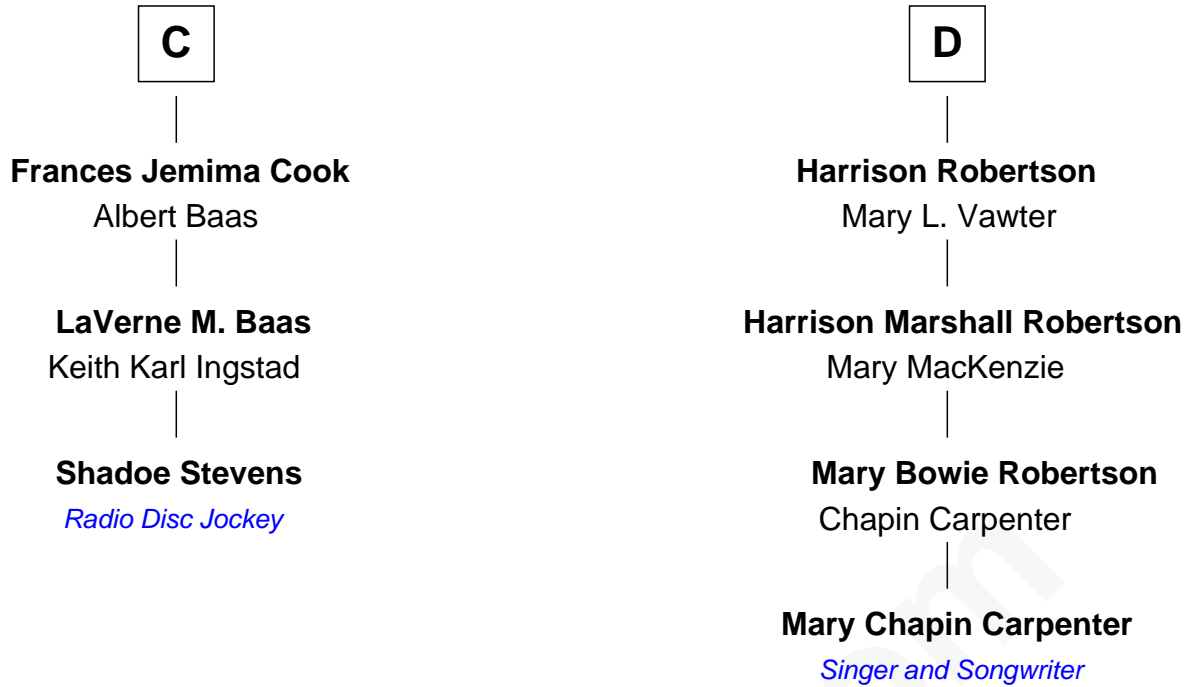 C
Frances Jemima Cook
Albert Baas
LaVerne M. Baas
Keith Karl Ingstad
Shadoe Stevens
Radio Disc Jockey
D
Harrison Robertson
Mary L. Vawter
Harrison Marshall Robertson
Mary MacKenzie
Mary Bowie Robertson
Chapin Carpenter
Mary Chapin Carpenter
Singer and Songwriter